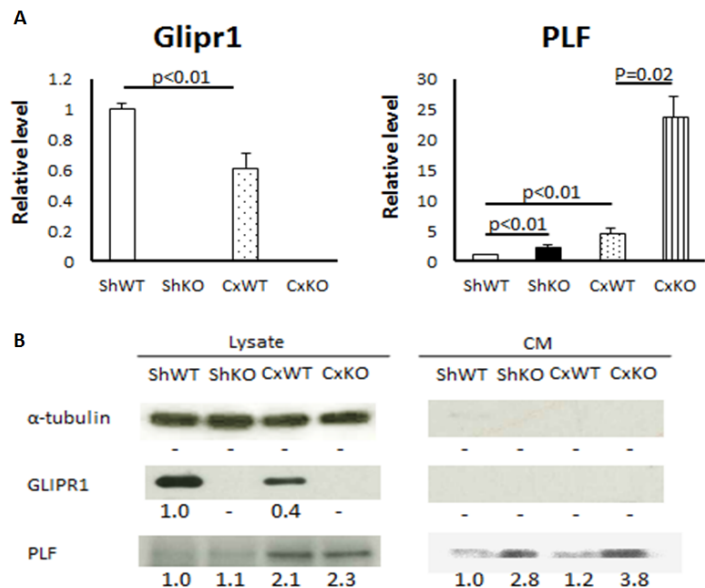 A
Glipr1
PLF
Relative level
1.2
1
0.8
0.6
0.4
0.2
0
p<0.01
ShWT ShKO CxWT CxKO
Relative level
30
25
20
15
10
5
0
P=0.02
p<0.01
p<0.01
ShWT ShKO CxWT CxKO
B
Lysate
CM
ShWT ShKO CxWT CxKO
ShWT ShKO CxWT CxKO
α-tubulin
- - - -
- - - -
GLIPR1
1.0 - 0.4 -
- - - -
PLF
1.0 1.1 2.1 2.3
1.0 2.8 1.2 3.8